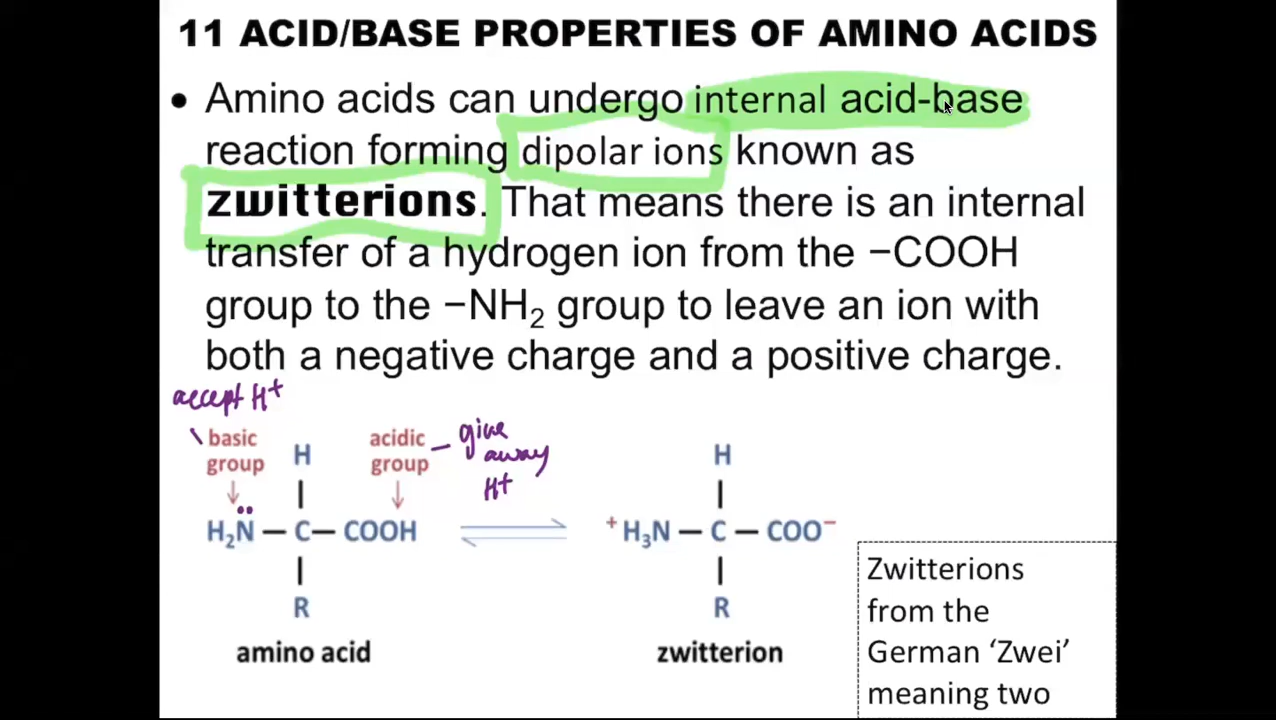 11 ACID/BASE PROPERTIES OF AMINO ACIDS
• Amino acids can undergo internal acid-base
reaction forming dipolar ions known as
zwitterions. That means there is an internal
transfer of a hydrogen ion from the −COOH
group to the −NH₂ group to leave an ion with
both a negative charge and a positive charge.
accept H+
basic
group
H
acidic
group
give
away
H+
H₂N — C — COOH
R
amino acid
H
⁺H₃N — C — COO⁻
R
zwitterion
Zwitterions
from the
German ‘Zwei’
meaning two